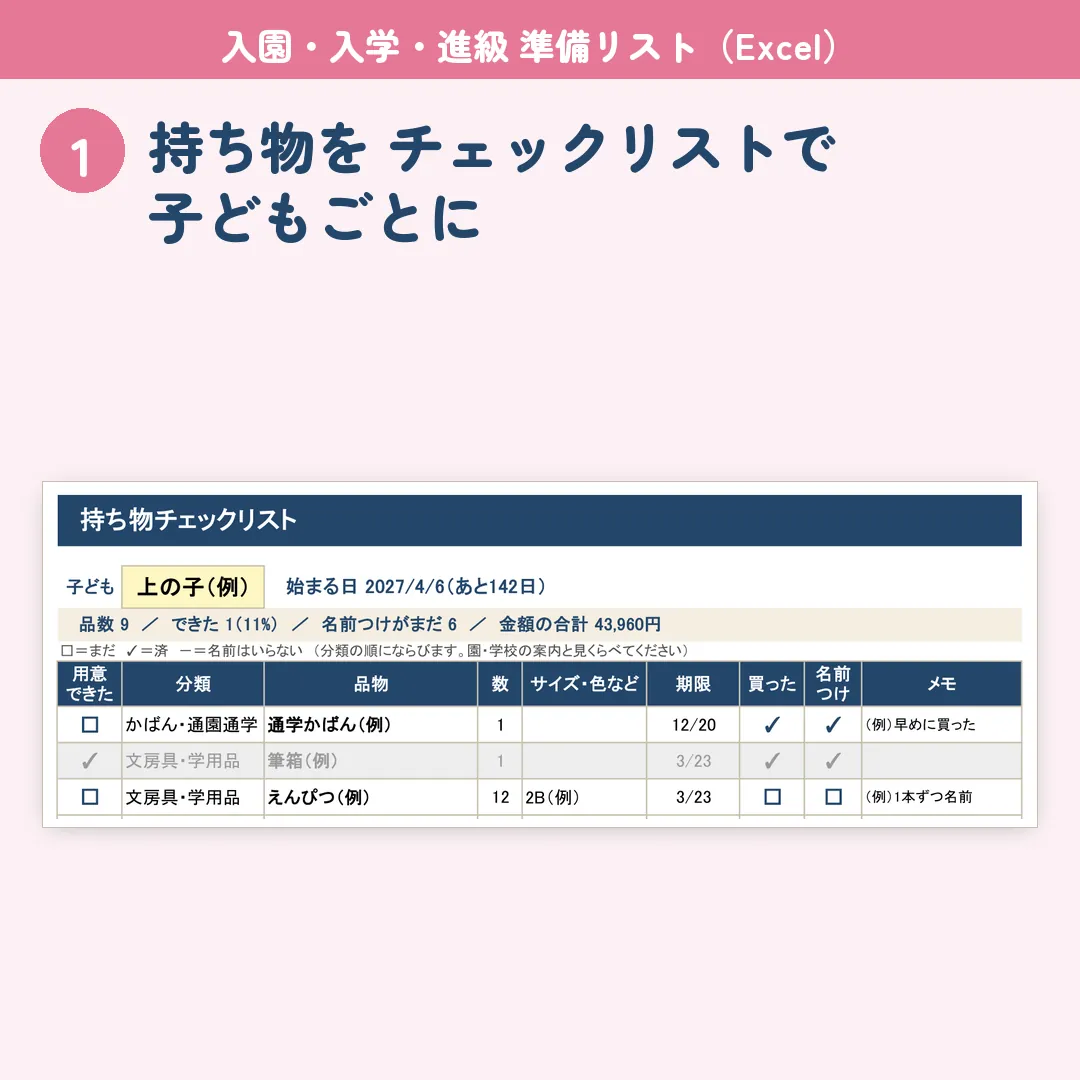 入園・入学・進級 準備リスト（Excel）
1
持ち物を チェックリストで
子どもごとに
持ち物チェックリスト
子ども 上の子（例） 始まる日 2027/4/6（あと142日）
品数 9 ／ できた 1（11%） ／ 名前つけがまだ 6 ／ 金額の合計 43,960円
□＝まだ ✓＝済 －＝名前はいらない （分類の順にならびます。園・学校の案内と見くらべてください）
用意できた 分類 品物 数 サイズ・色など 期限 買った 名前つけ メモ
□ かばん・通園通学 通学かばん（例） 1 12/20 ✓ ✓ （例）早めに買った
✓ 文房具・学用品 筆箱（例） 1 3/23 ✓ ✓
□ 文房具・学用品 えんぴつ（例） 12 2B（例） 3/23 □ □ （例）1本ずつ名前